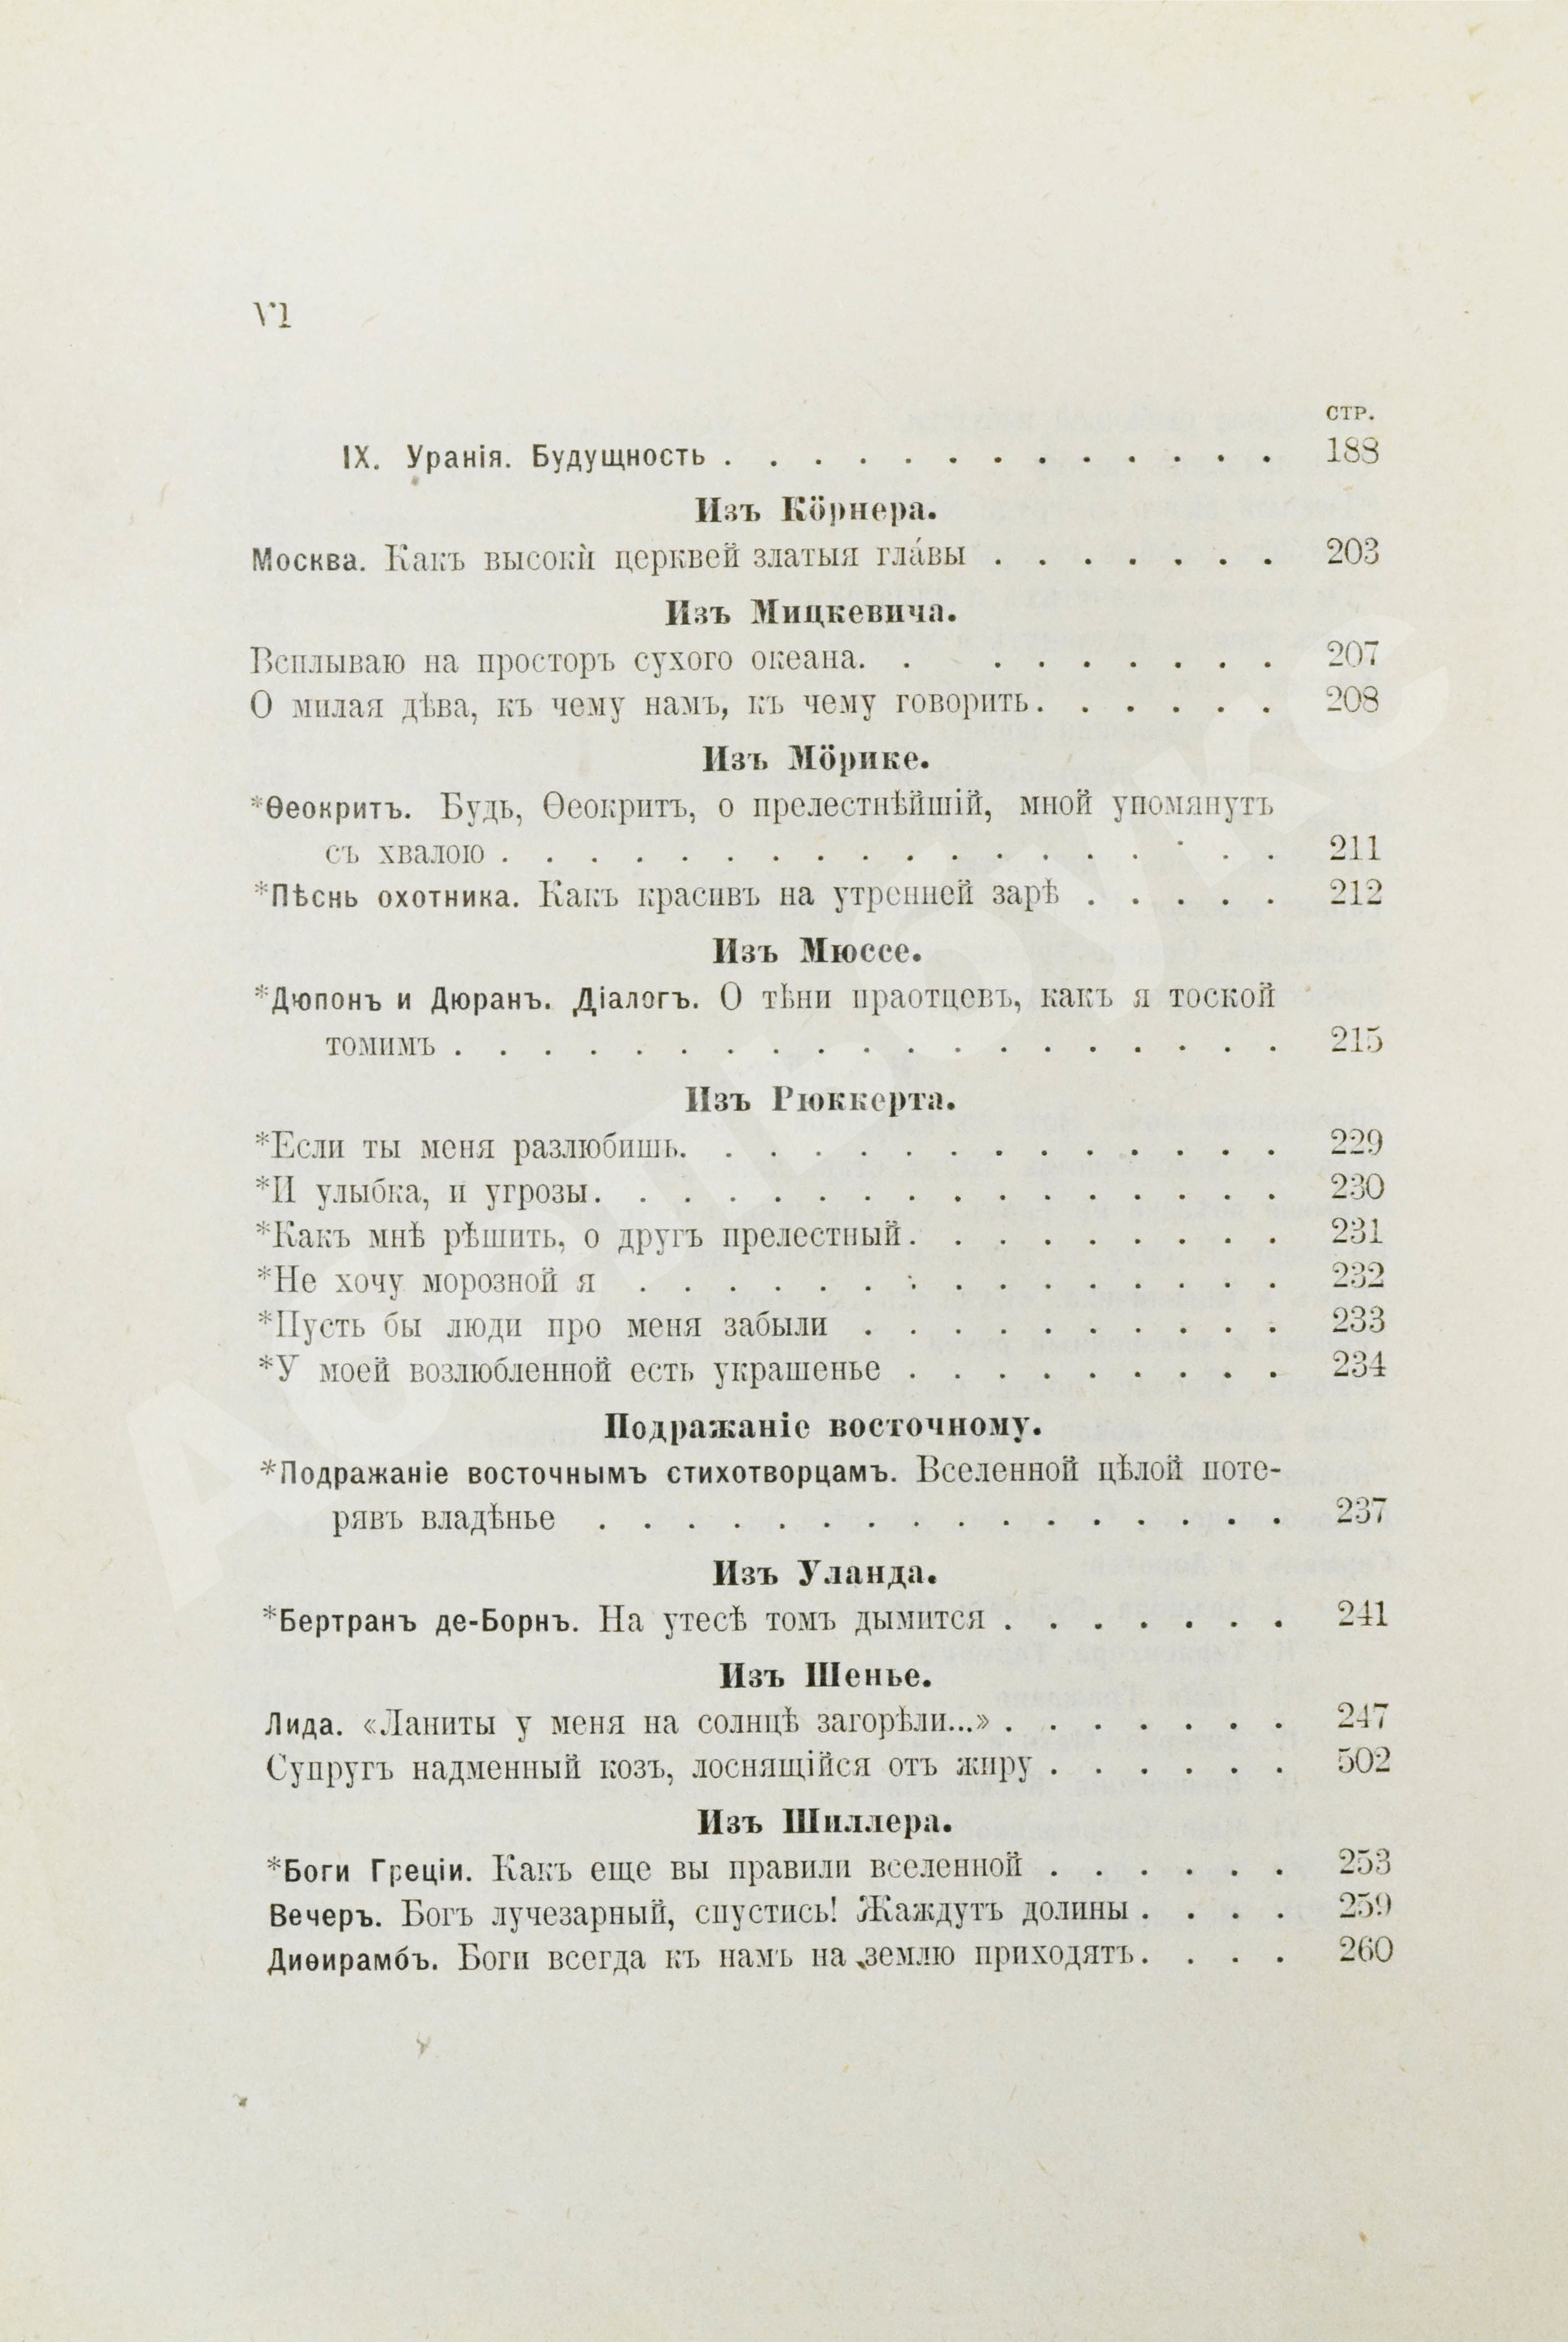 VI
СТР.
IX. Уранія. Будущность . . . . . . . . . . . . . 188
Изъ Кöрнера.
Москва. Какъ высокѝ церквей златыя глáвы . . . . . . . 203
Изъ Мицкевича.
Всплываю на просторъ сухого океана. . . . . . . . . 207
О милая дѣва, къ чему намъ, къ чему говорить. . . . . . 208
Изъ Мöрике.
*Ѳеокритъ. Будь, Ѳеокритъ, о прелестнѣйшій, мной упомянутъ
съ хвалою . . . . . . . . . . . . . . . . . . 211
*Пѣснь охотника. Какъ красивъ на утренней зарѣ . . . . . 212
Изъ Мюссе.
*Дюпонъ и Дюранъ. Діалогъ. О тѣни праотцевъ, какъ я тоской
томимъ . . . . . . . . . . . . . . . . . . . 215
Изъ Рюккерта.
*Если ты меня разлюбишь. . . . . . . . . . . . . . 229
*И улыбка, и угрозы. . . . . . . . . . . . . . . . 230
*Какъ мнѣ рѣшить, о другъ прелестный. . . . . . . . . 231
*Не хочу морозной я . . . . . . . . . . . . . . . 232
*Пусть бы люди про меня забыли . . . . . . . . . . 233
*У моей возлюбленной есть украшенье . . . . . . . . . 234
Подражаніе восточному.
*Подражаніе восточнымъ стихотворцамъ. Вселенной цѣлой поте-
рявъ владѣнье . . . . . . . . . . . . . . . . 237
Изъ Уланда.
*Бертранъ де-Борнъ. На утесѣ томъ дымится . . . . . . . 241
Изъ Шенье.
Лида. «Ланиты у меня на солнцѣ загорѣли...» . . . . . . . 247
Супругъ надменный козъ, лоснящійся отъ жиру . . . . . . 502
Изъ Шиллера.
*Боги Греціи. Какъ еще вы правили вселенной . . . . . . 253
Вечеръ. Богъ лучезарный, спустись! Жаждутъ долины . . . . 259
Диѳирамбъ. Боги всегда къ намъ на землю приходятъ. . . . 260